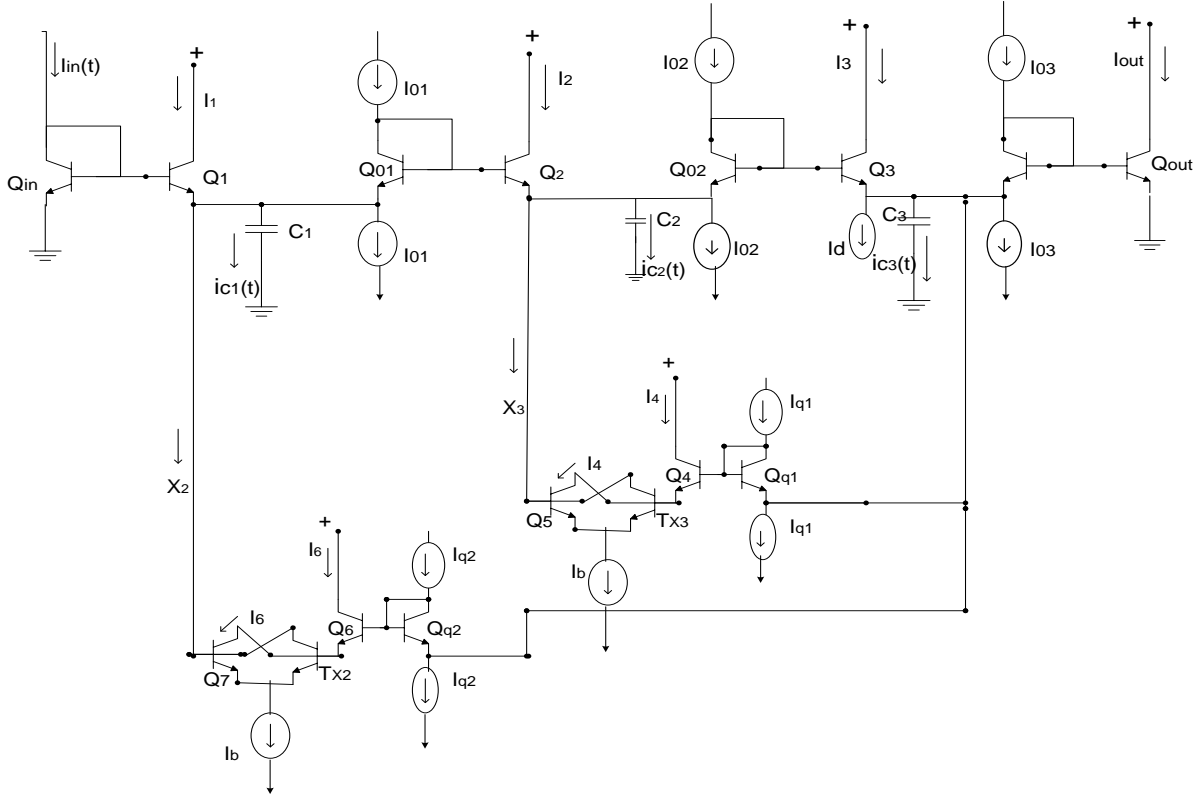 +
+
+
+
Iin(t)
I1
I01
I2
I02
I3
I03
Iout
Qin
Q1
Q01
Q2
Q02
Q3
Qout
C1
I01
C2
I02
Id
C3
I03
ic1(t)
ic2(t)
ic3(t)
+
X3
I4
Iq1
I4
Q4
Qq1
X2
Q5
TX3
Iq1
+
I6
Iq2
Ib
I6
Q6
Qq2
Q7
TX2
Iq2
Ib